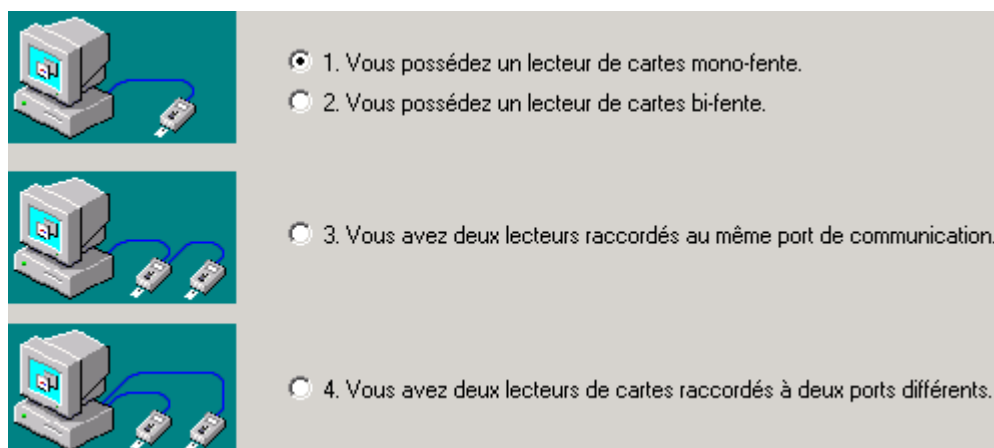 1. Vous possédez un lecteur de cartes mono-fente.
2. Vous possédez un lecteur de cartes bi-fente.
3. Vous avez deux lecteurs raccordés au même port de communication.
4. Vous avez deux lecteurs de cartes raccordés à deux ports différents.